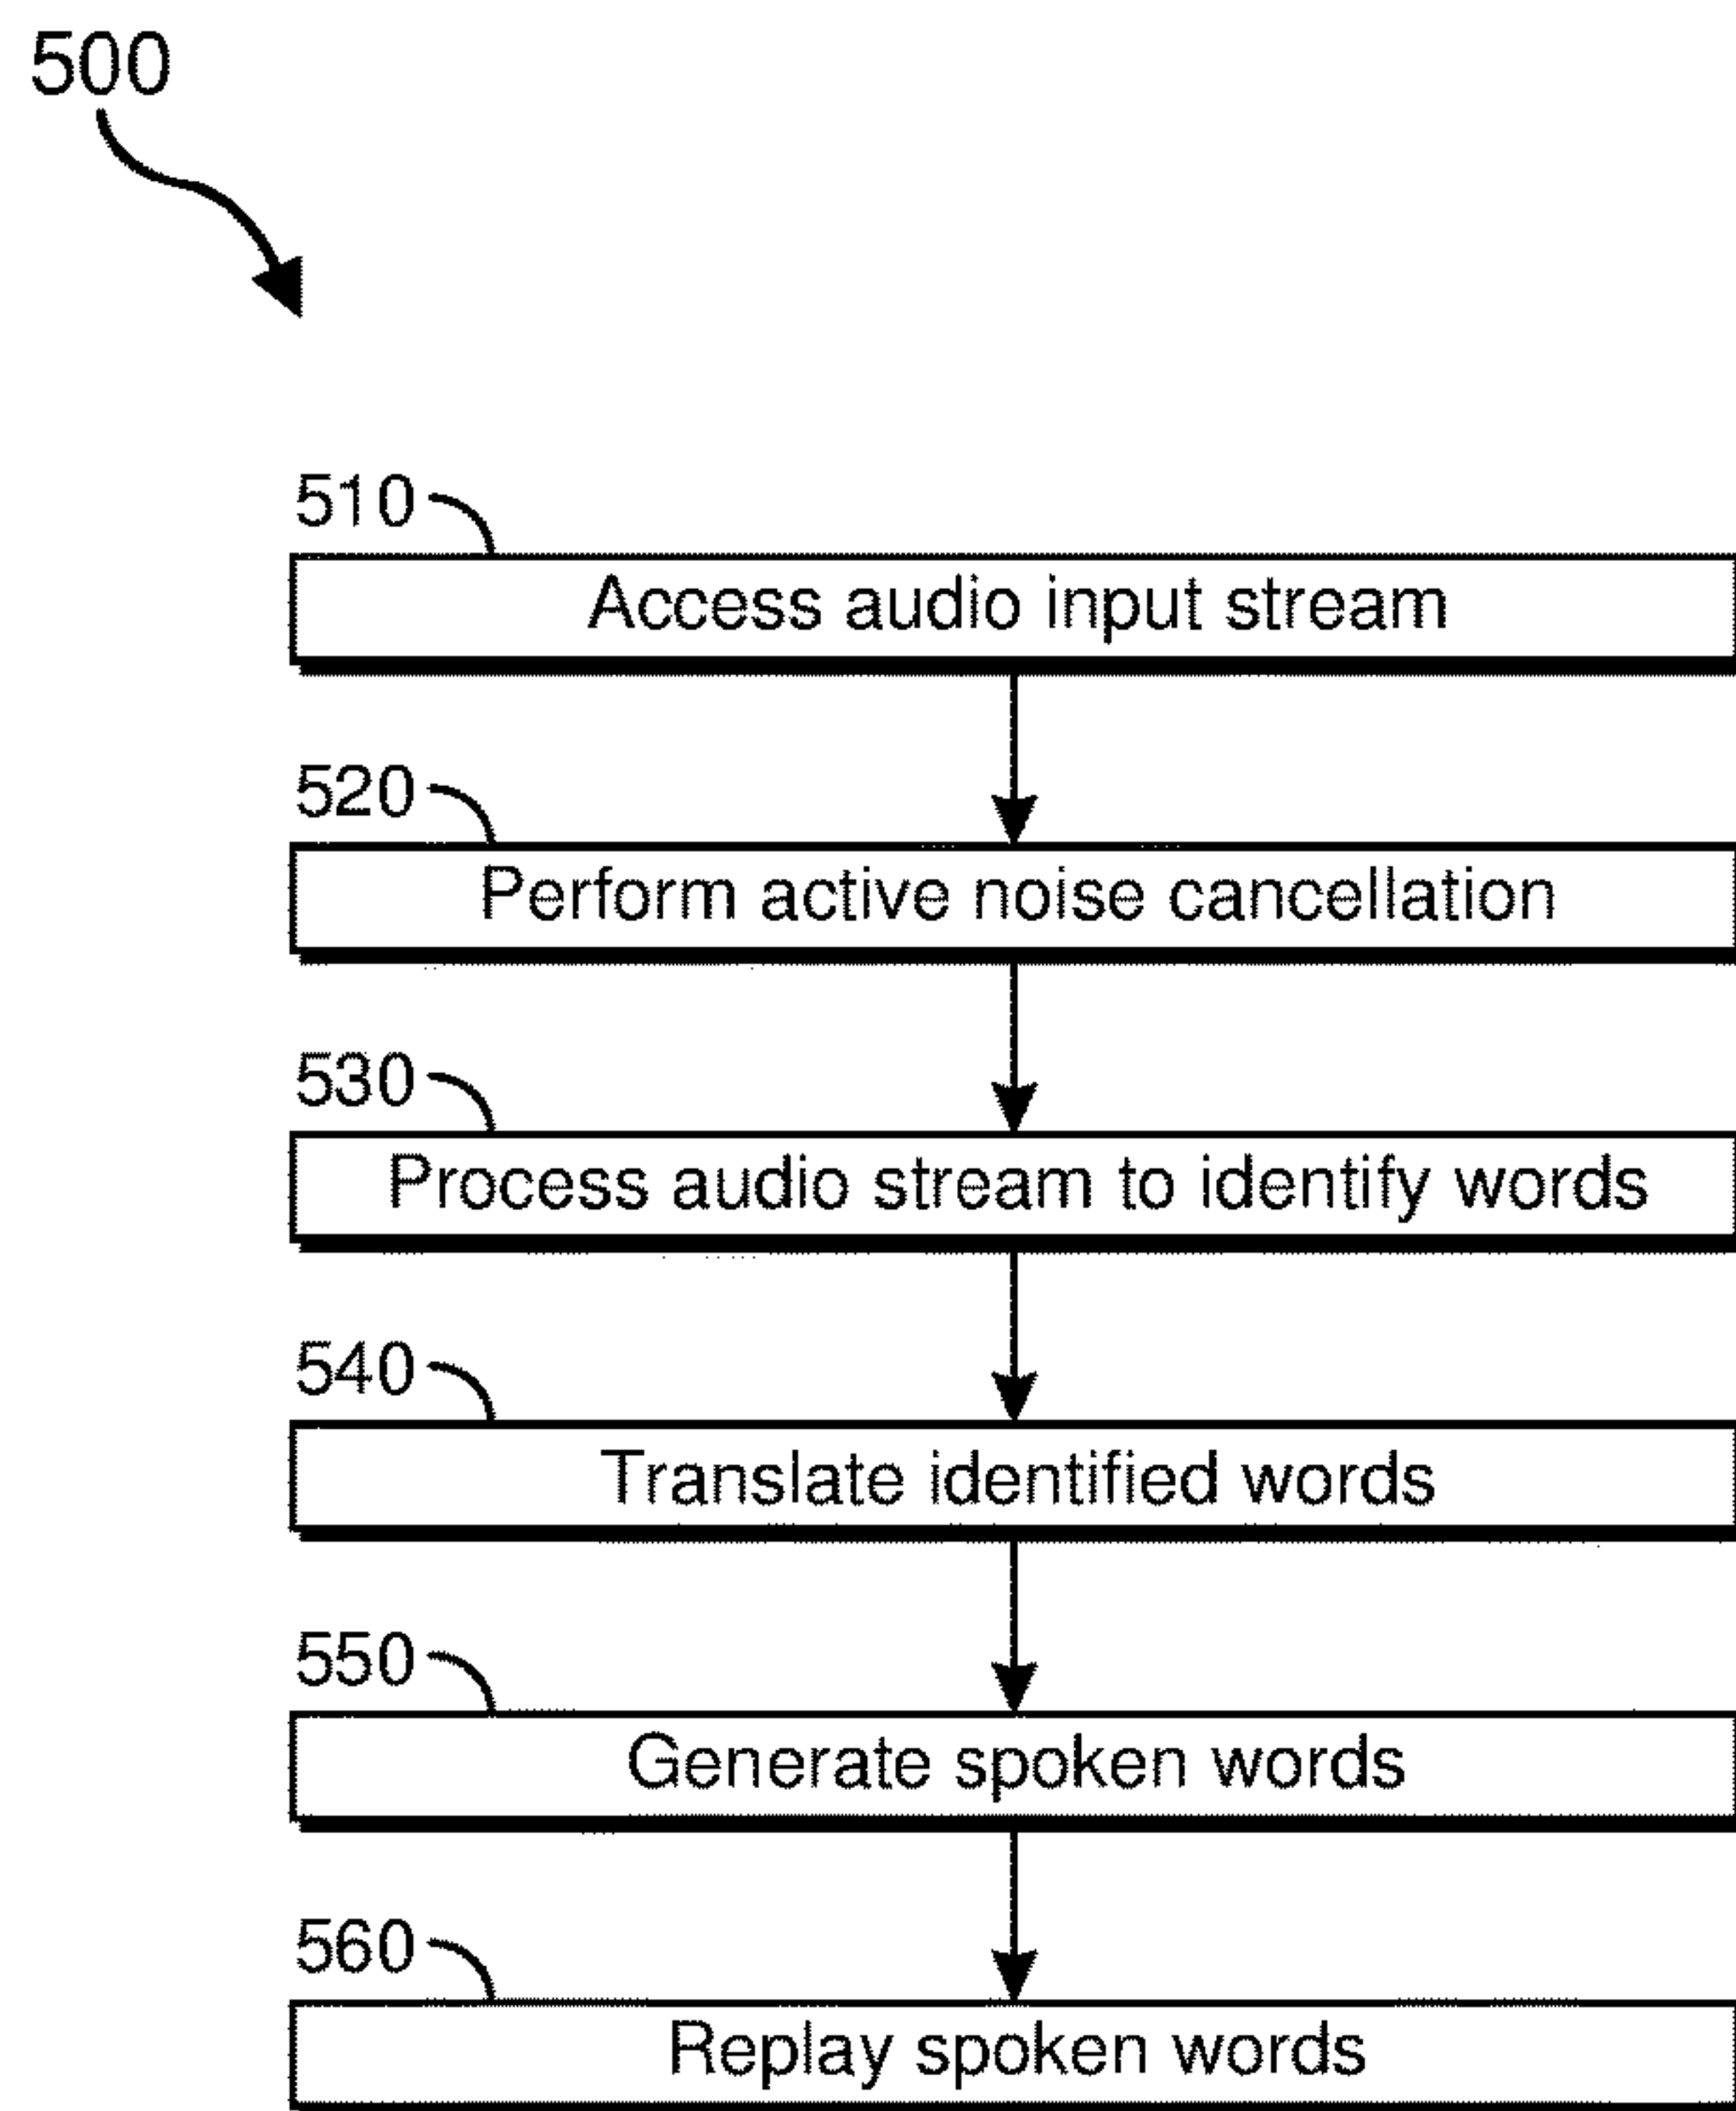 500
510
Access audio input stream
520
Perform active noise cancellation
530
Process audio stream to identify words
540
Translate identified words
550
Generate spoken words
560
Replay spoken words